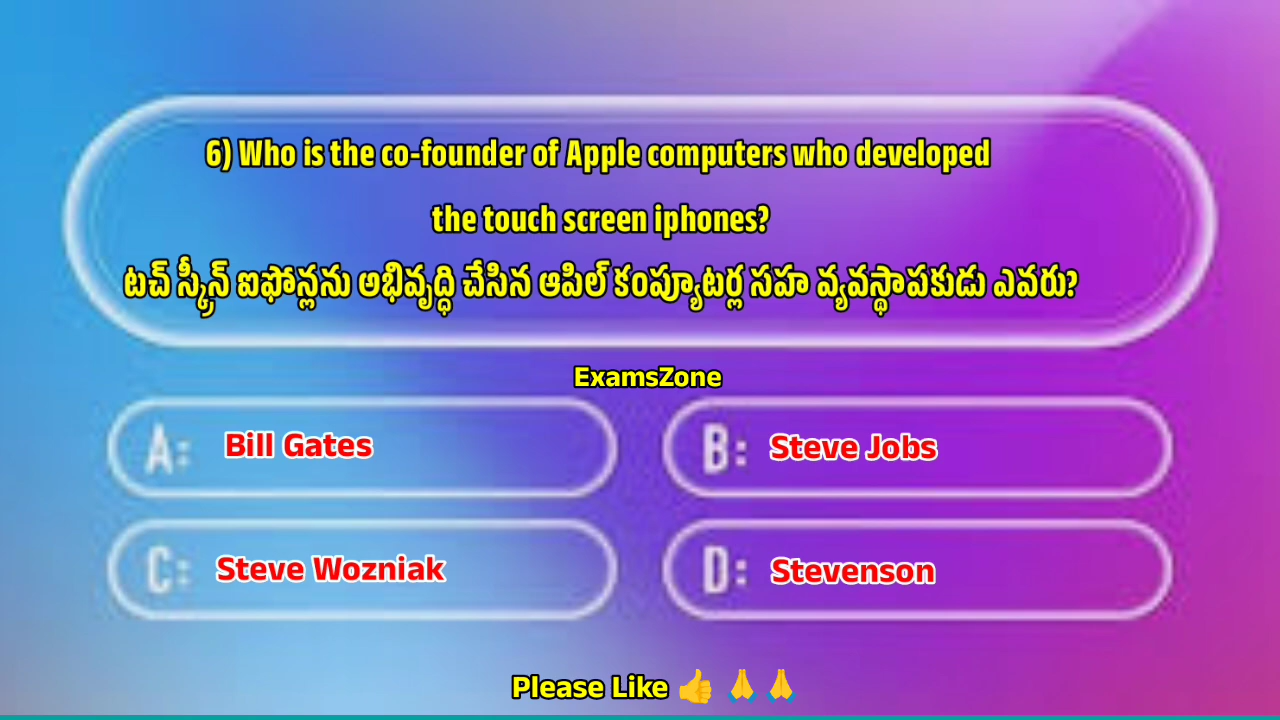 6) Who is the co-founder of Apple computers who developed
the touch screen iphones?
టచ్ స్క్రీన్ ఐఫోన్లను అభివృద్ధి చేసిన ఆపిల్ కంప్యూటర్ల సహ వ్యవస్థాపకుడు ఎవరు?
ExamsZone
A: Bill Gates
B: Steve Jobs
C: Steve Wozniak
D: Stevenson
Please Like 👍 🙏 🙏